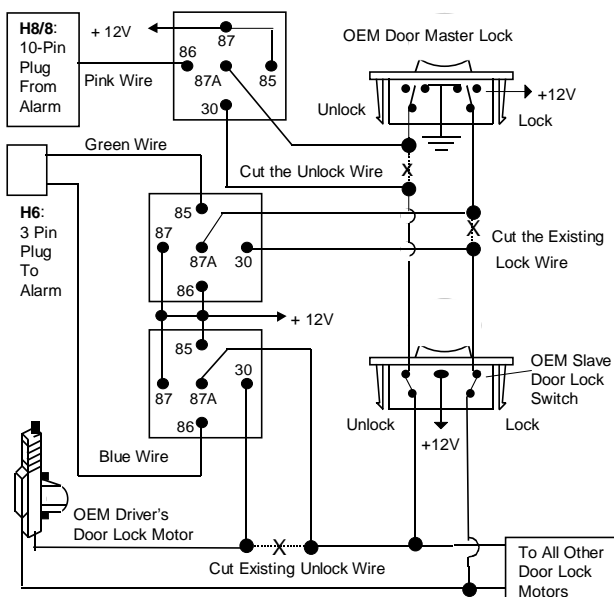 H8/8:
10-Pin
Plug
From
Alarm
+ 12V
87
86
87A
85
30
Pink Wire
OEM Door Master Lock
Unlock
+12V
Lock
Green Wire
Cut the Unlock Wire
X
H6:
3 Pin
Plug
To
Alarm
85
87
87A
30
86
X
Cut the Existing
Lock Wire
+ 12V
85
30
87
87A
86
OEM Slave
Door Lock
Switch
Unlock
+12V
Lock
Blue Wire
OEM Driver's
Door Lock Motor
X
Cut Existing Unlock Wire
To All Other
Door Lock
Motors